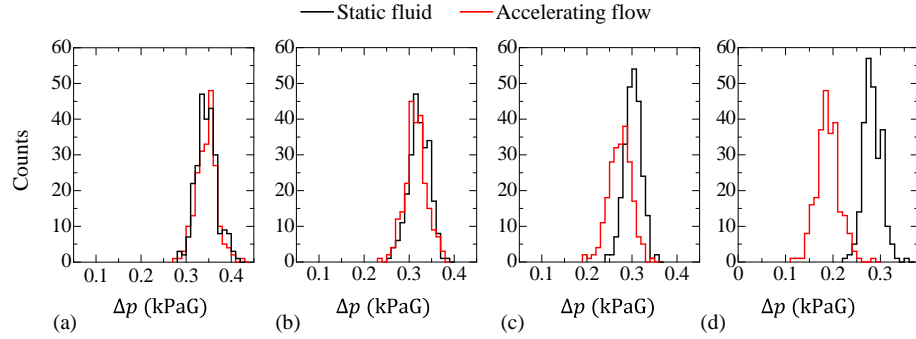 Static fluid Accelerating flow
60 60 60 60
50 50 50 50
40 40 40 40
30 30 30 30
20 20 20 20
10 10 10 10
0 0 0 0
Counts
0.1 0.2 0.3 0.4 0.1 0.2 0.3 0.4 0.1 0.2 0.3 0.4 0 0.1 0.2 0.3
Δp (kPaG) Δp (kPaG) Δp (kPaG) Δp (kPaG)
(a) (b) (c) (d)